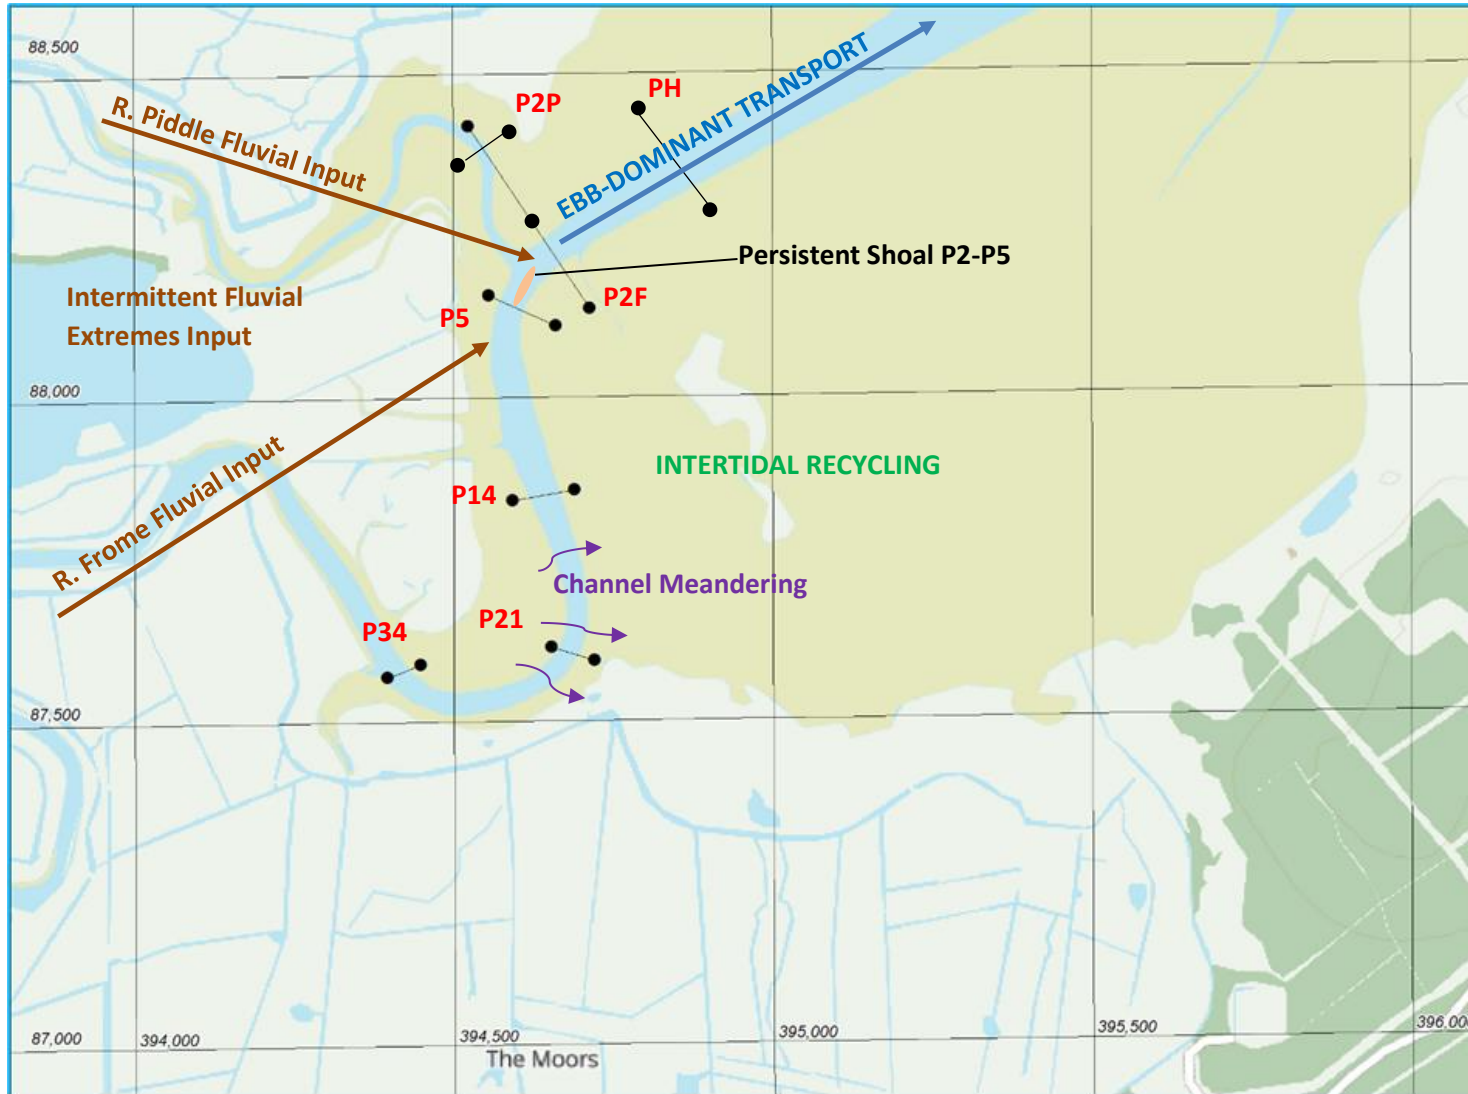 88,500
R. Piddle Fluvial Input
P2P
PH
EBB-DOMINANT TRANSPORT
Persistent Shoal P2-P5
Intermittent Fluvial
Extremes Input
P5
P2F
88,000
R. Frome Fluvial Input
INTERTIDAL RECYCLING
P14
Channel Meandering
P21
P34
87,500
87,000
394,000
394,500
395,000
395,500
396,000
The Moors